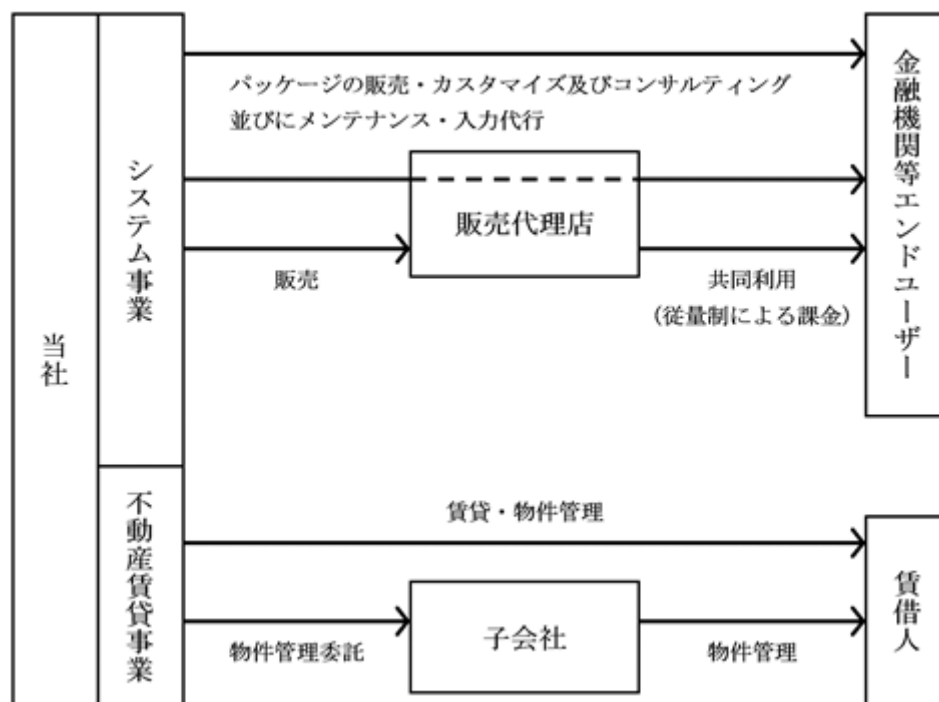 当社
システム事業
パッケージの販売・カスタマイズ及びコンサルティング
並びにメンテナンス・入力代行
販売代理店
販売
共同利用
(従量制による課金)
金融機関等エンドユーザー
不動産賃貸事業
賃貸・物件管理
物件管理委託
子会社
物件管理
賃借人